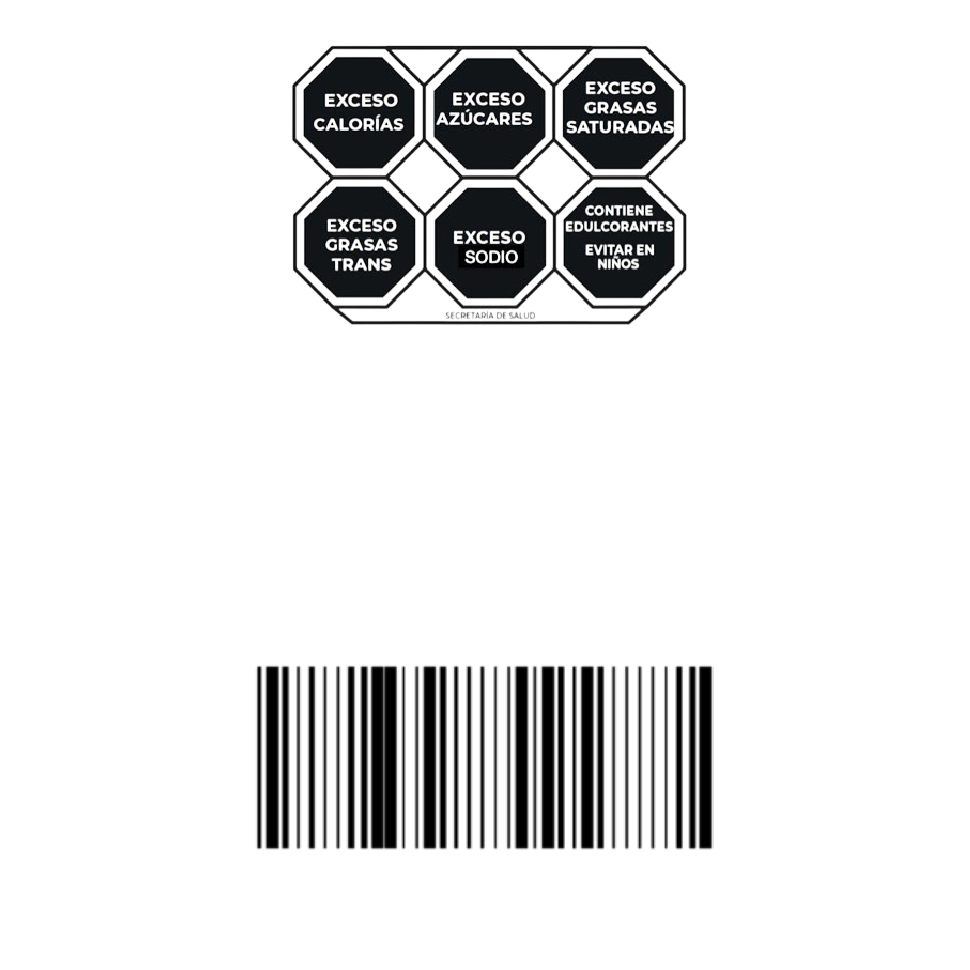 EXCESO
CALORÍAS
EXCESO
AZÚCARES
EXCESO
GRASAS
SATURADAS
EXCESO
GRASAS
TRANS
EXCESO
SODIO
CONTIENE
EDULCORANTES
EVITAR EN
NIÑOS
SECRETARÍA DE SALUD